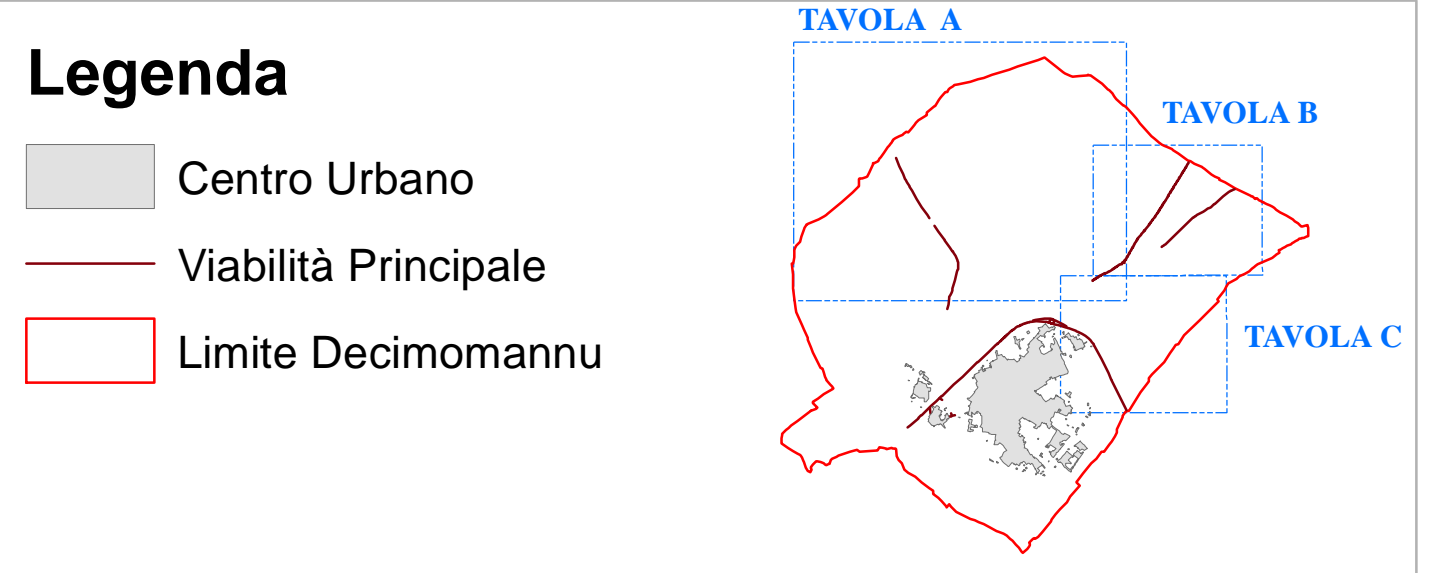 Legenda
Centro Urbano
Viabilità Principale
Limite Decimomannu
TAVOLA A
TAVOLA B
TAVOLA C